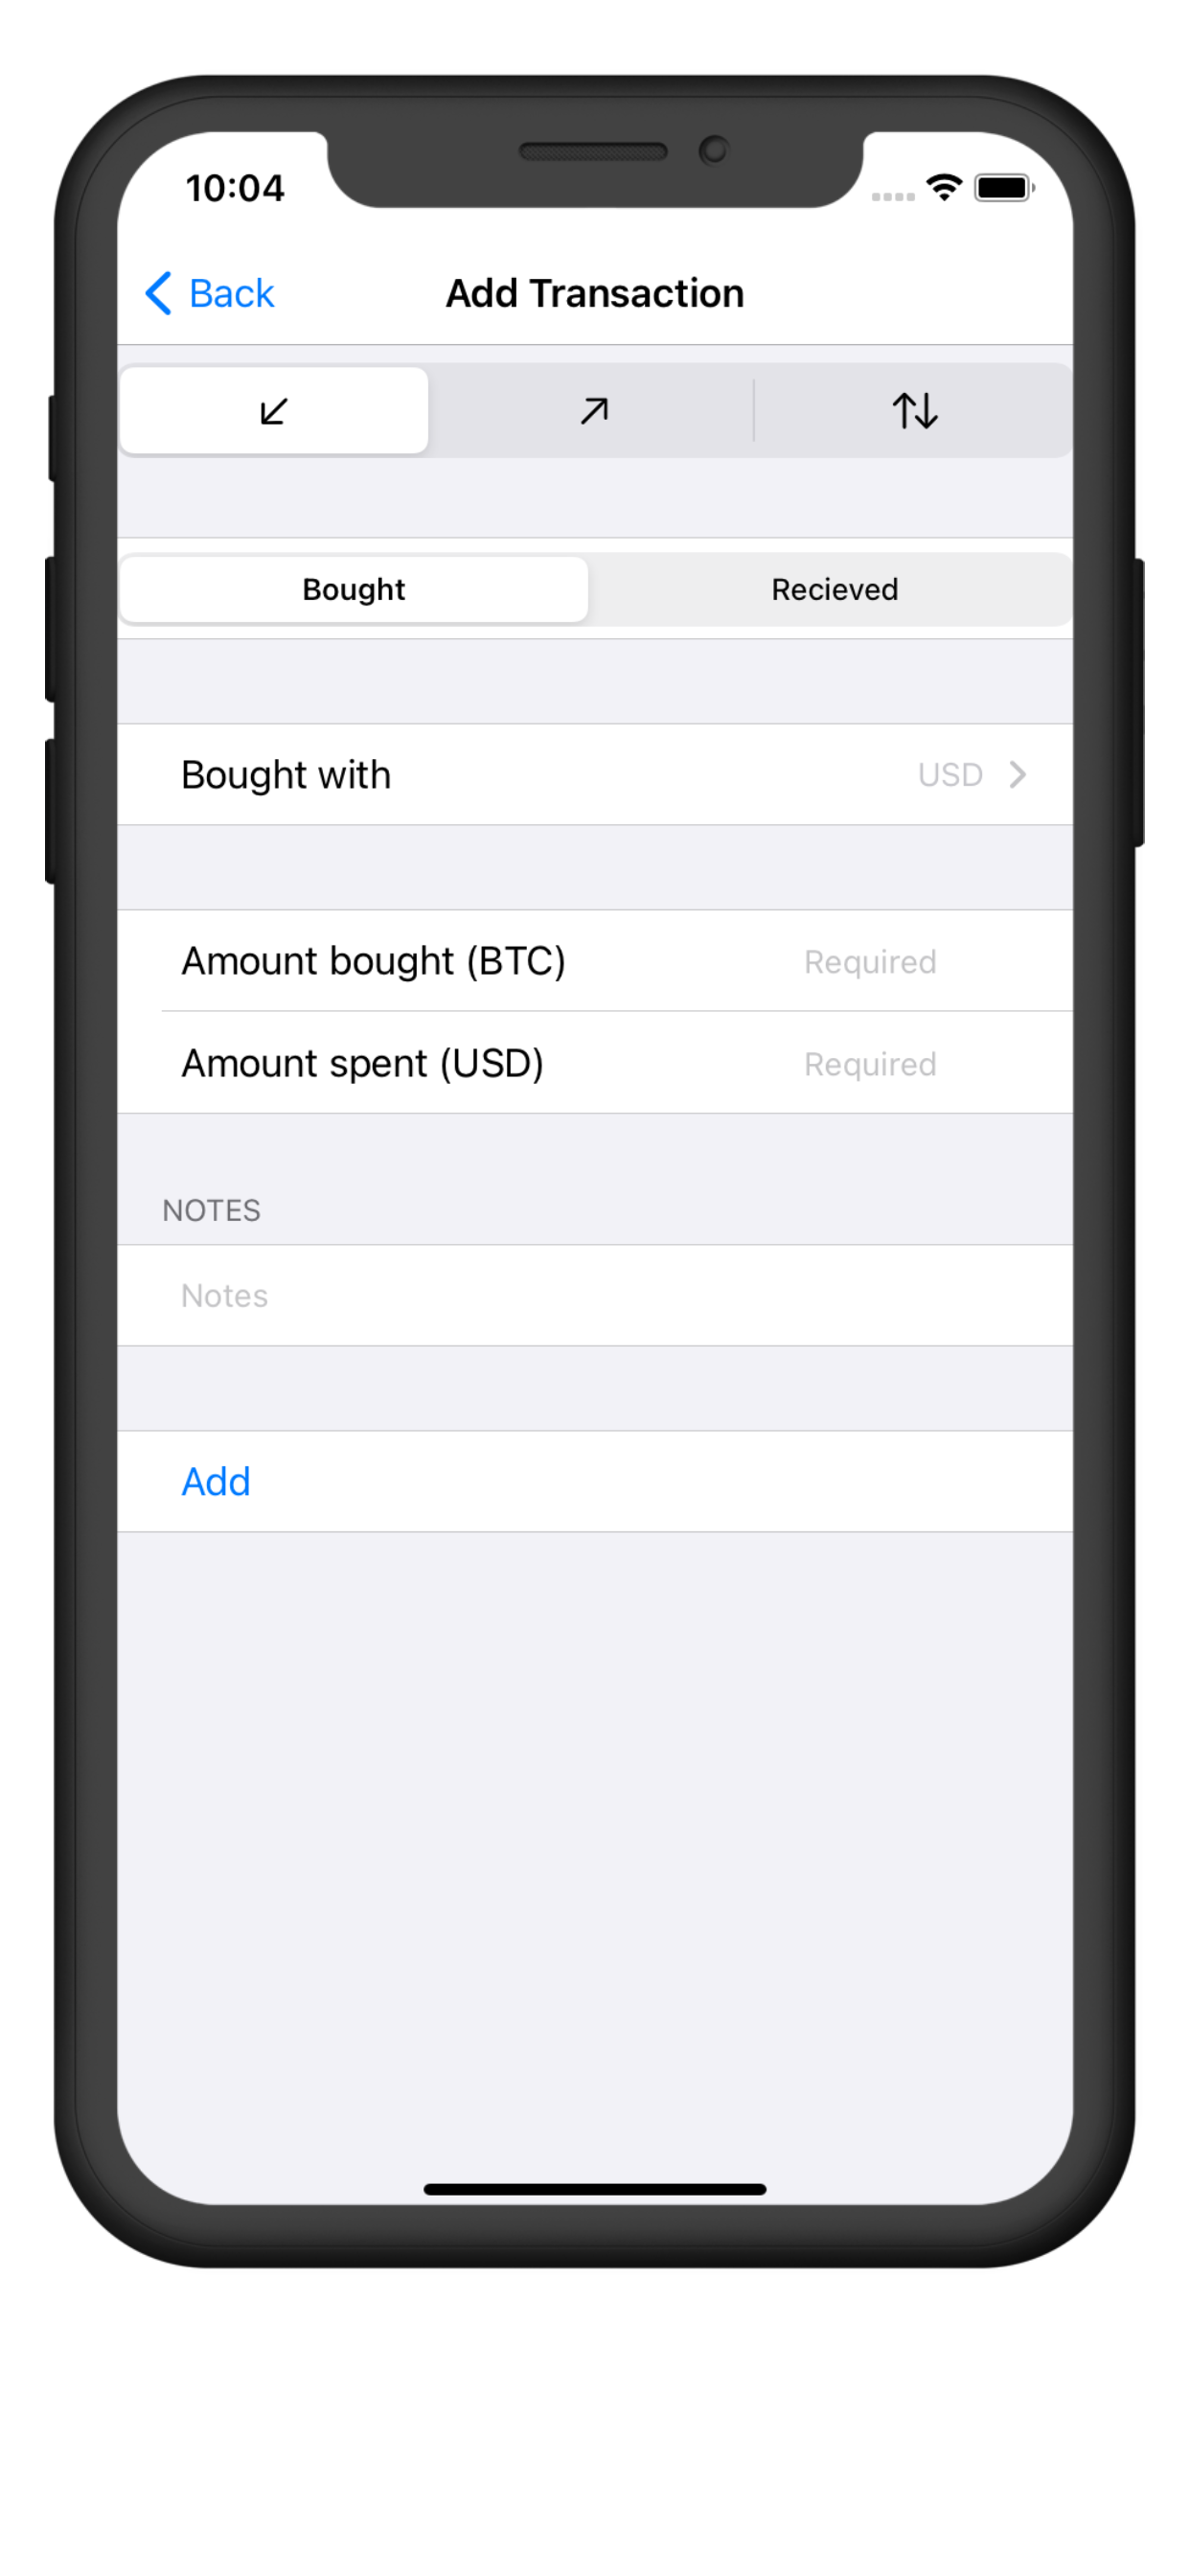 10:04
Back Add Transaction
Bought Recieved
Bought with USD
Amount bought (BTC) Required
Amount spent (USD) Required
NOTES
Notes
Add